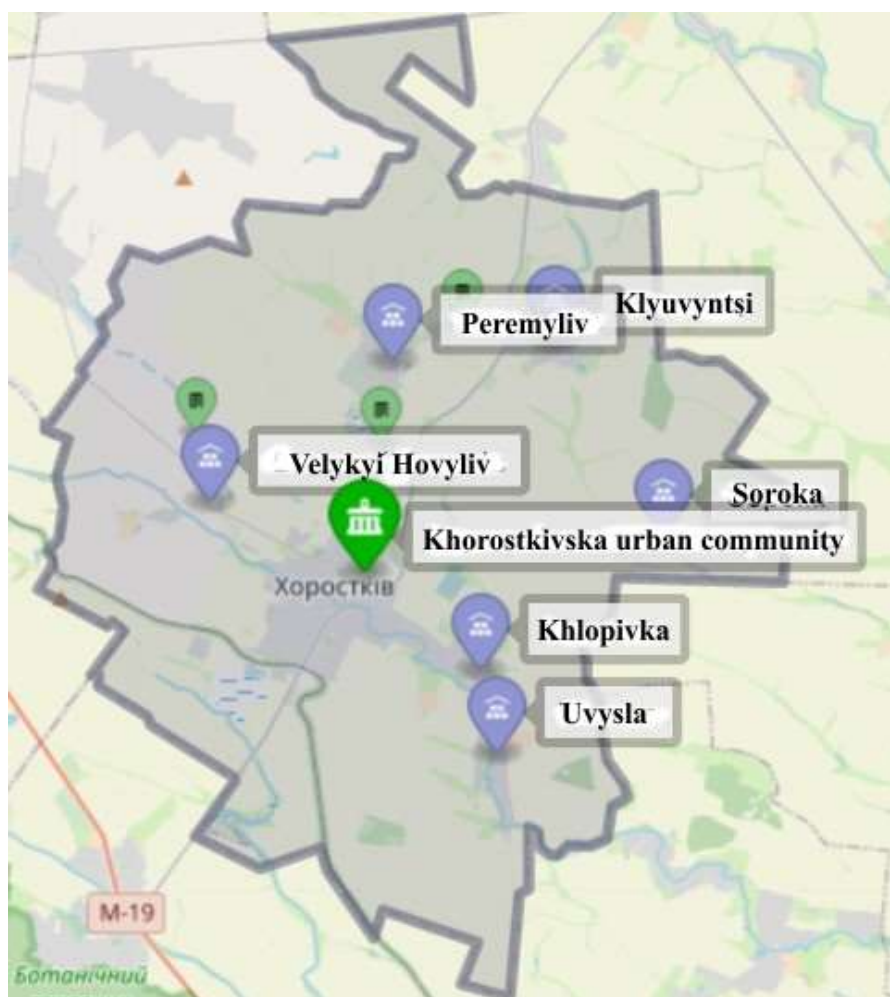 Klyuvyntsi
Peremyliv
Velykyi Hovyliv
Soroka
Khorostkivska urban community
Хоростків
Khlopivka
Uvysla
М-19
Ботанічний